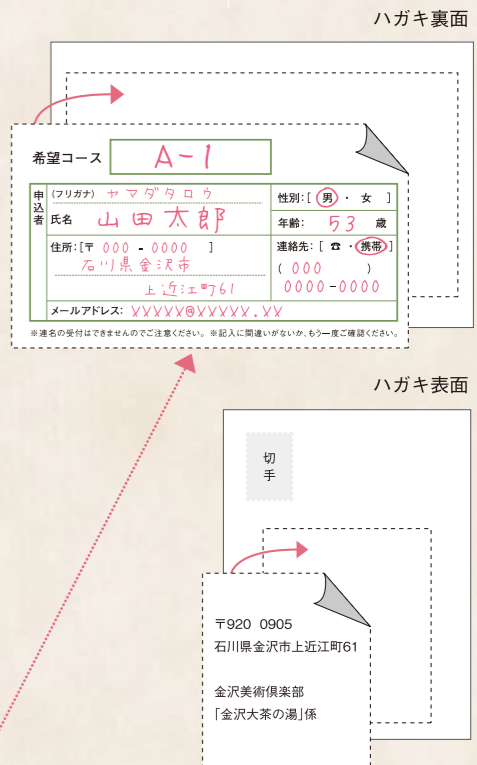 ハガキ裏面
希望コース A-1
申込者
(フリガナ) ヤマダタロウ
氏名 山田太郎
性別:[ 男 ・ 女 ]
年齢: 53 歳
住所:[〒 000 - 0000 ]
石川県金沢市
上近江町61
連絡先:[ ☎ ・ 携帯 ]
( 000 )
0000-0000
メールアドレス: XXXXX@XXXXX.XX
※連名の受付はできませんのでご注意ください。 ※記入に間違いがないか、もう一度ご確認ください。
ハガキ表面
切手
〒920 0905
石川県金沢市上近江町61
金沢美術倶楽部
「金沢大茶の湯」係